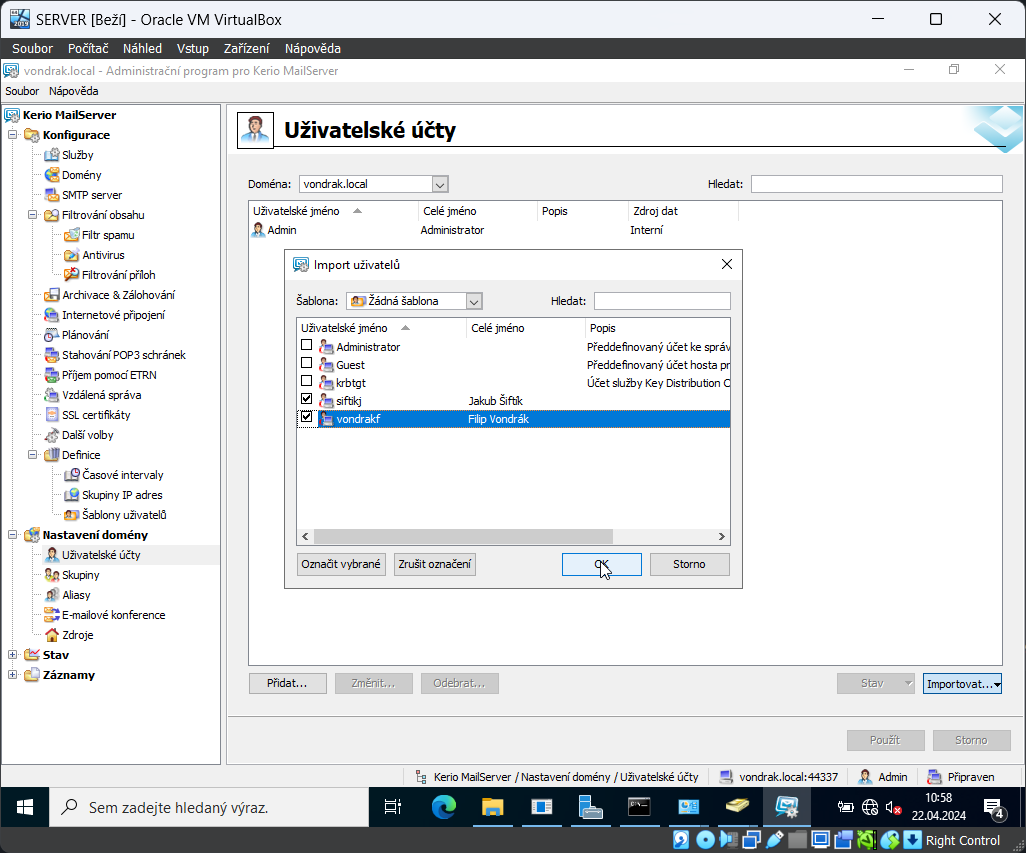 SERVER [Beží] - Oracle VM VirtualBox
Soubor Počítač Náhled Vstup Zařízení Nápověda
vondrak.local - Administrační program pro Kerio MailServer
Soubor Nápověda
Kerio MailServer
Konfigurace
Služby
Domény
SMTP server
Filtrování obsahu
Filtr spamu
Antivirus
Filtrování příloh
Archivace & Zálohování
Internetové připojení
Plánování
Stahování POP3 schránek
Příjem pomocí ETRN
Vzdálená správa
SSL certifikáty
Další volby
Definice
Časové intervaly
Skupiny IP adres
Šablony uživatelů
Nastavení domény
Uživatelské účty
Skupiny
Aliasy
E-mailové konference
Zdroje
Stav
Záznamy
Uživatelské účty
Doména: vondrak.local Hledat:
Uživatelské jméno Celé jméno Popis Zdroj dat
Admin Administrator Interní
Import uživatelů
Šablona: Žádná šablona Hledat:
Uživatelské jméno Celé jméno Popis
Administrator Předdefinovaný účet ke správ
Guest Předdefinovaný účet hosta pr
krbtgt Účet služby Key Distribution C
siftikj Jakub Šiftík
vondrakf Filip Vondrák
Označit vybrané Zrušit označení OK Storno
Přidat... Změnit... Odebrat... Stav Importovat...
Použít Storno
Kerio MailServer / Nastavení domény / Uživatelské účty vondrak.local:44337 Admin Připraven
Sem zadejte hledaný výraz.
10:58
22.04.2024
4
Right Control